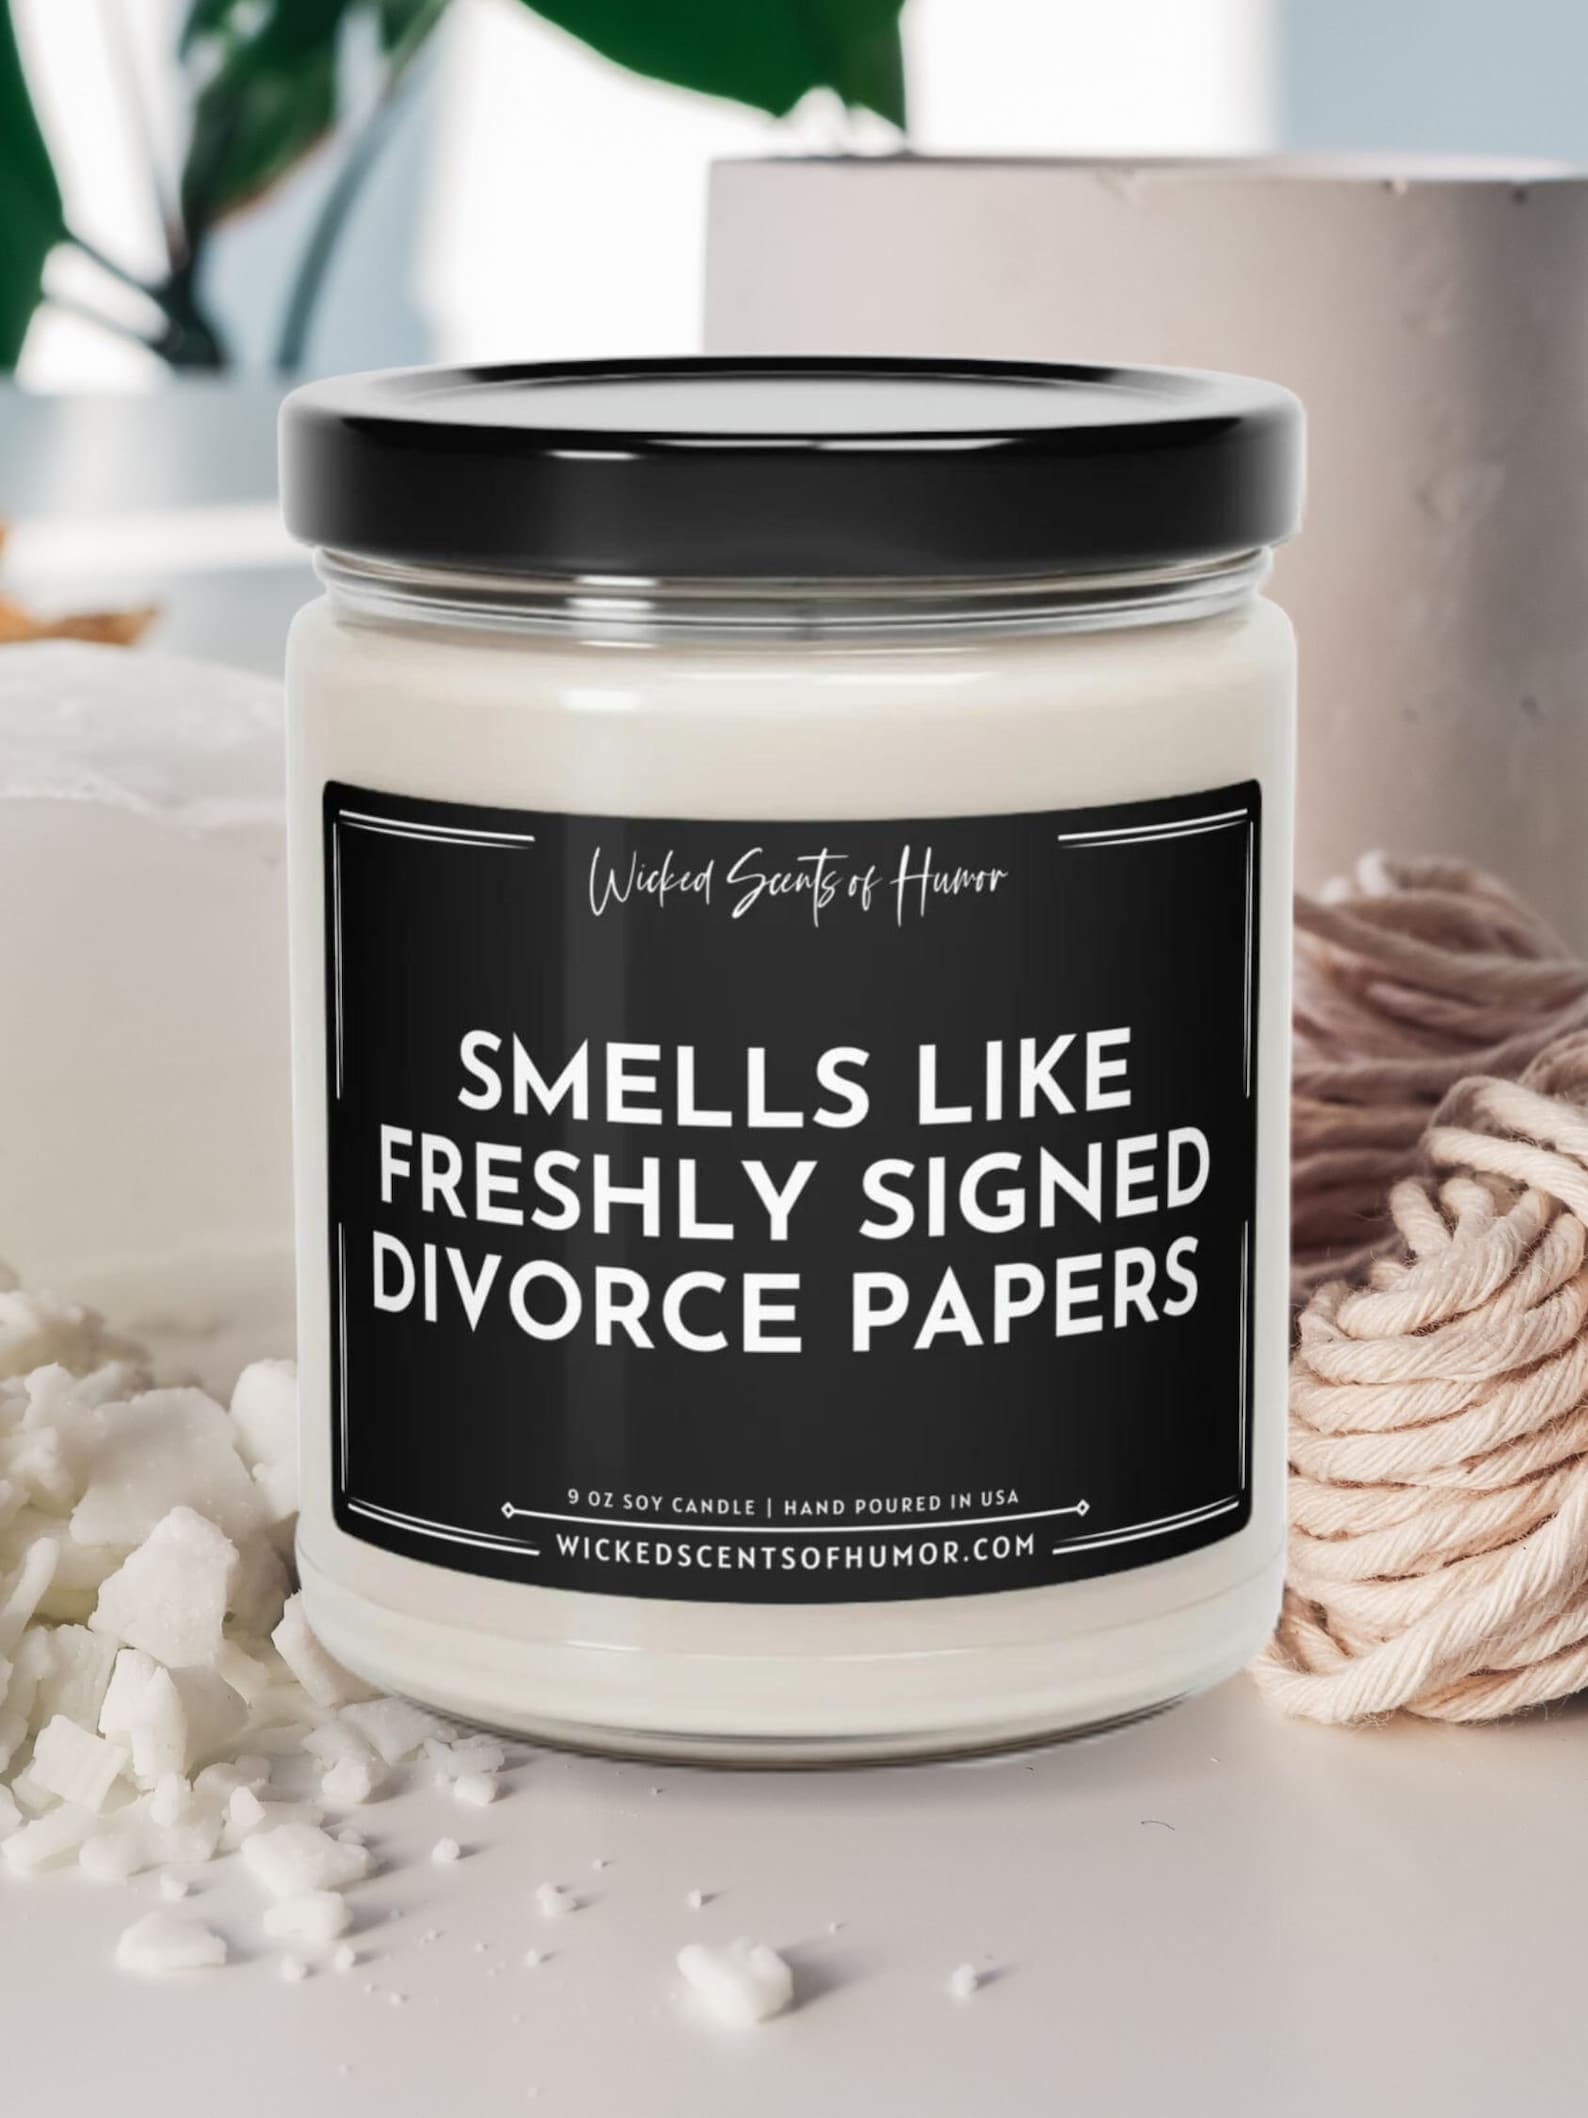 Wicked Scents of Humor
SMELLS LIKE
FRESHLY SIGNED
DIVORCE PAPERS
9 OZ SOY CANDLE | HAND POURED IN USA
WICKEDSCENTSOFHUMOR.COM